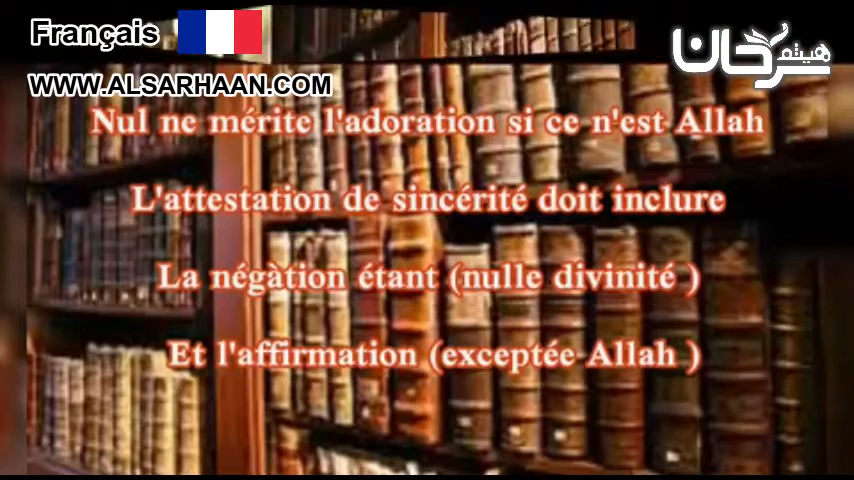 Français
WWW.ALSARHAAN.COM
هيثم
سرحان
Nul ne mérite l'adoration si ce n'est Allah
L'attestation de sincérité doit inclure
La négàtion étant (nulle divinité )
Et l'affirmation (exceptée Allah )